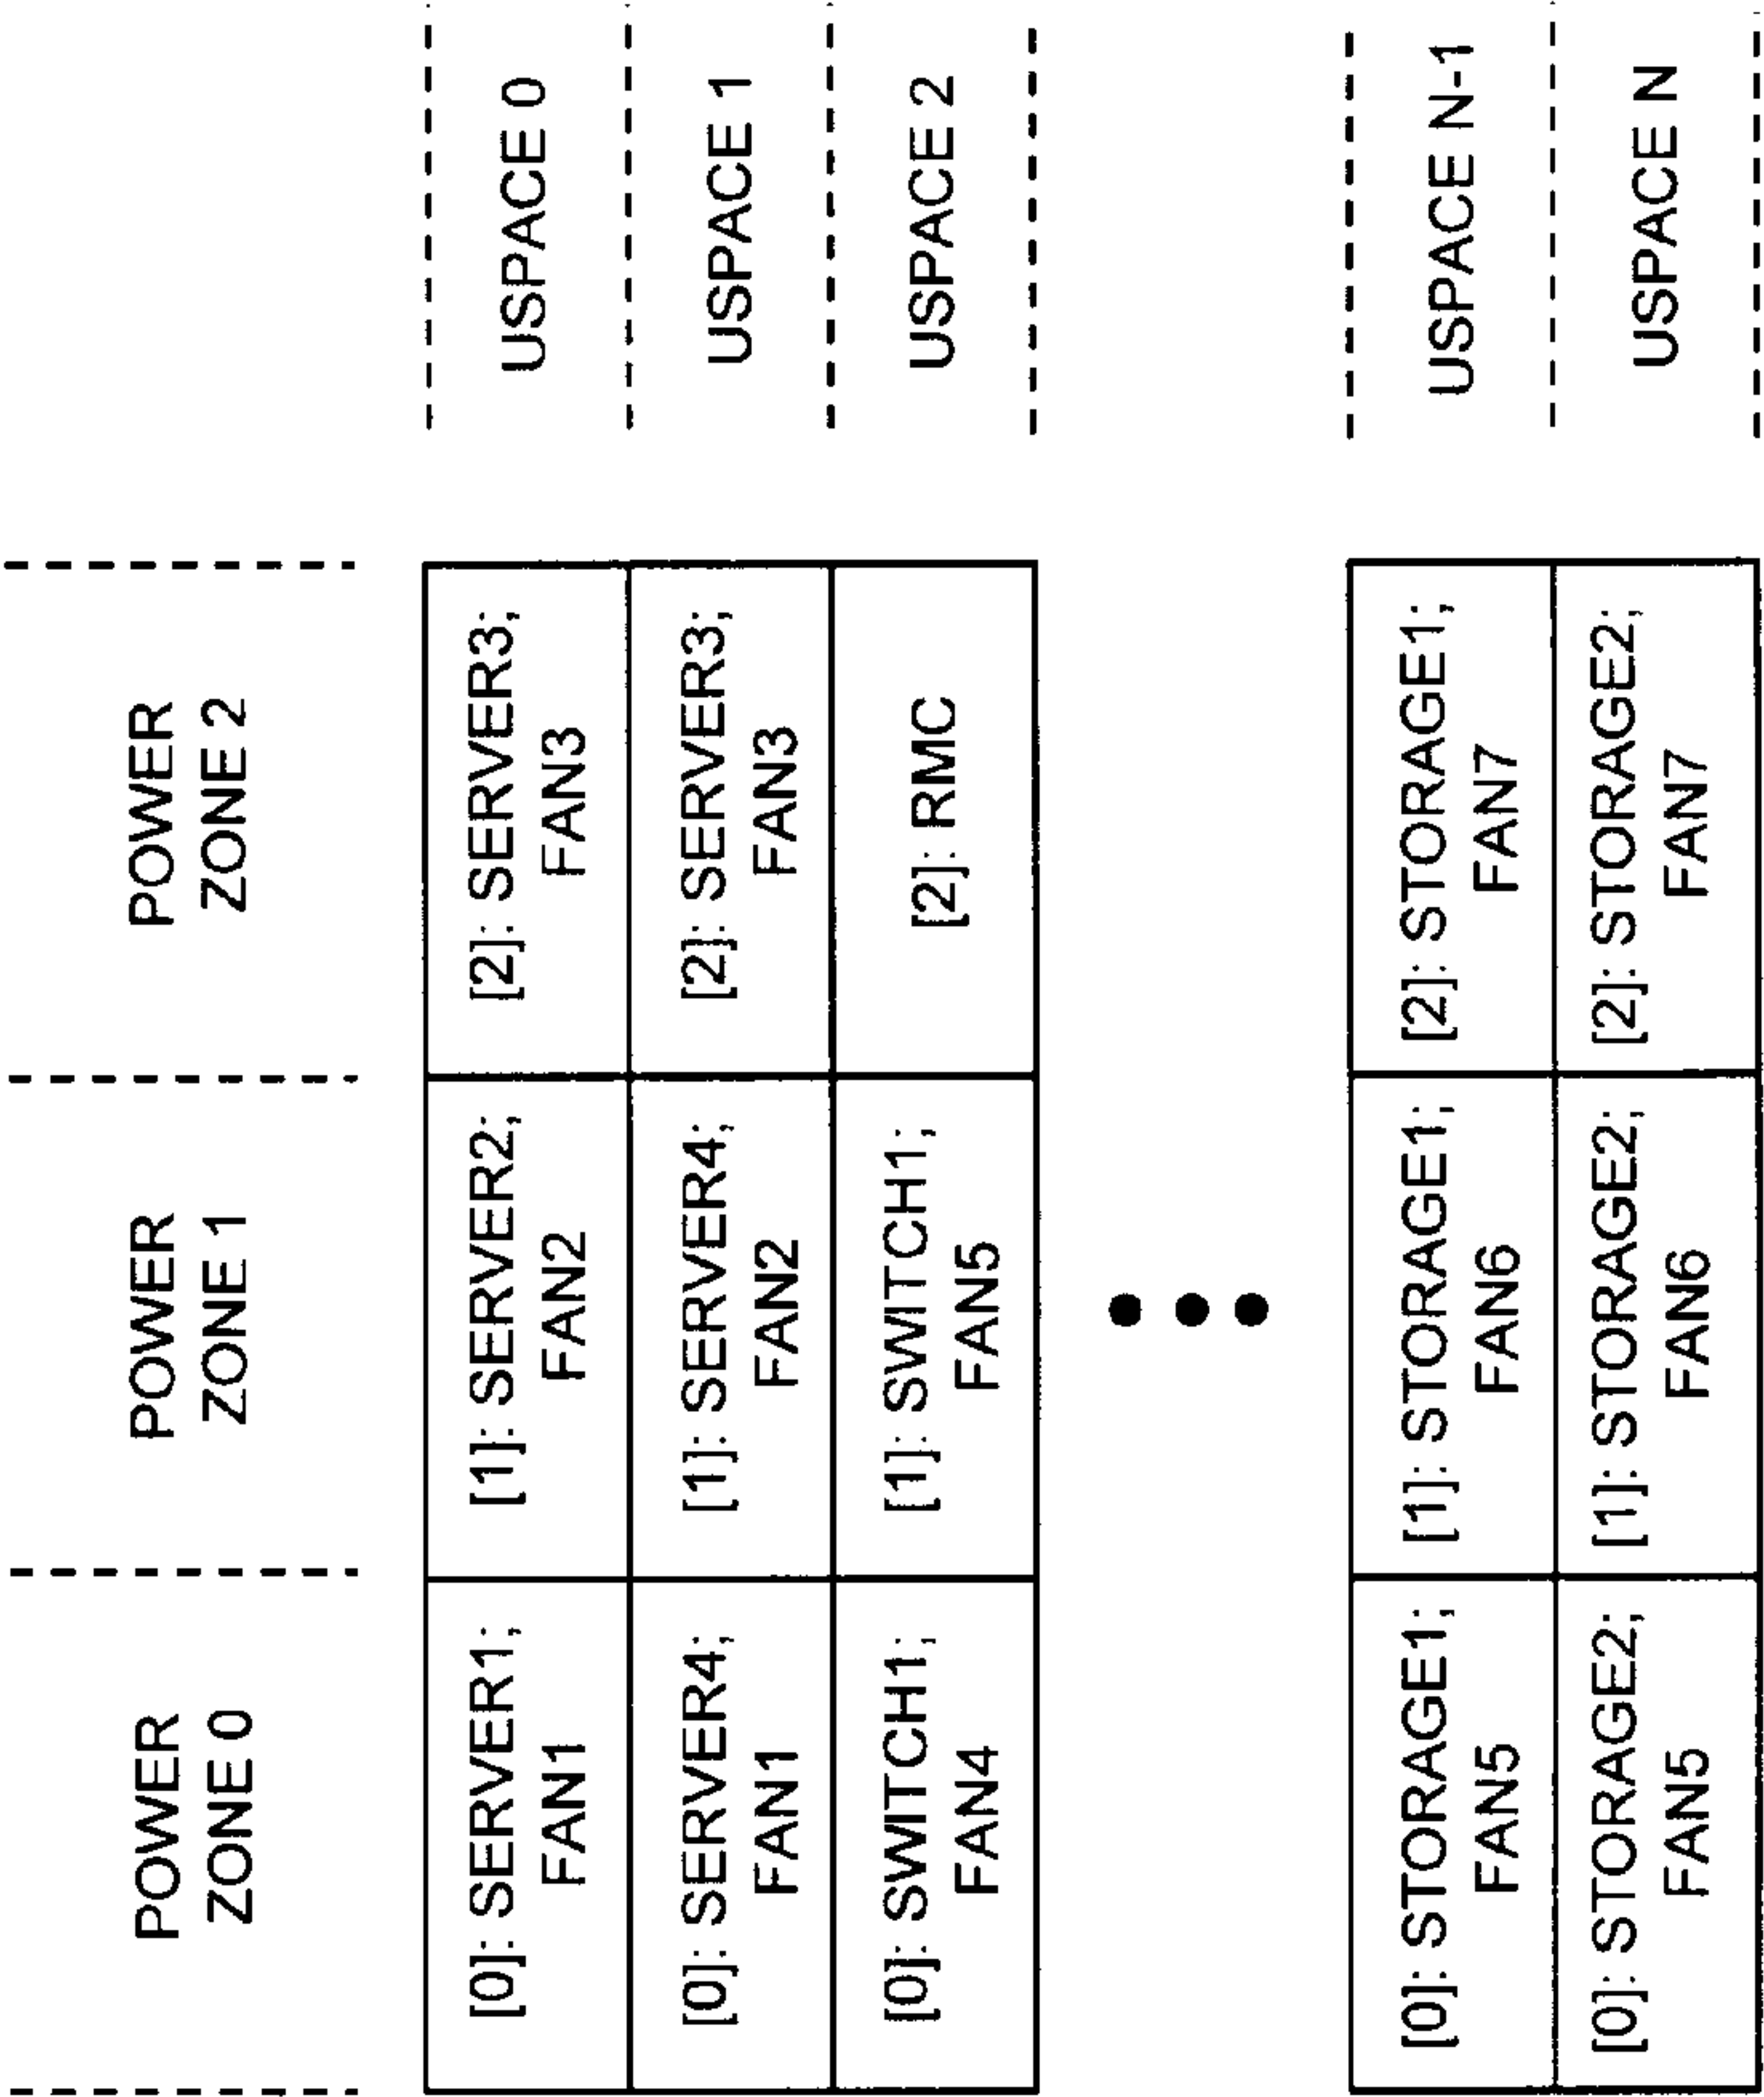 POWER
ZONE 0
POWER
ZONE 1
POWER
ZONE 2
[0]: SERVER1;
FAN1
[1]: SERVER2;
FAN2
[2]: SERVER3;
FAN3
USPACE 0
[0]: SERVER4;
FAN1
[1]: SERVER4;
FAN2
[2]: SERVER3;
FAN3
USPACE 1
[0]: SWITCH1;
FAN4
[1]: SWITCH1;
FAN5
[2]: RMC
USPACE 2
[0]: STORAGE1;
FAN5
[1]: STORAGE1;
FAN6
[2]: STORAGE1;
FAN7
USPACE N-1
[0]: STORAGE2;
FAN5
[1]: STORAGE2;
FAN6
[2]: STORAGE2;
FAN7
USPACE N